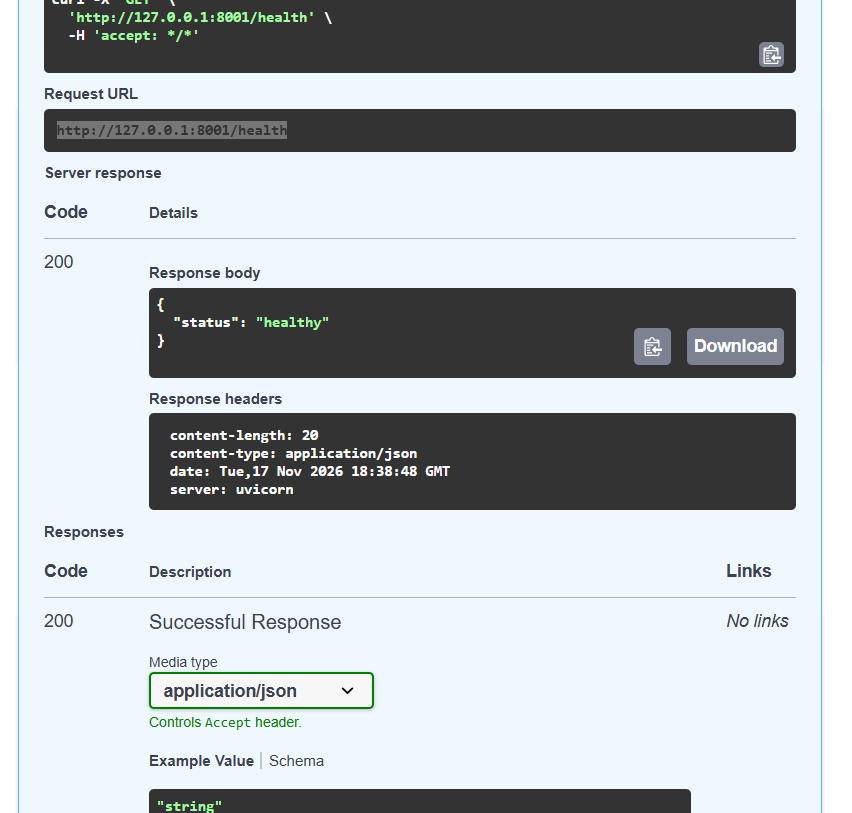 curl -X 'GET' \
'http://127.0.0.1:8001/health' \
-H 'accept: */*'
Request URL
http://127.0.0.1:8001/health
Server response
Code Details
200
Response body
{
"status": "healthy"
}
Download
Response headers
content-length: 20
content-type: application/json
date: Tue,17 Nov 2026 18:38:48 GMT
server: uvicorn
Responses
Code Description Links
200 Successful Response No links
Media type
application/json
Controls Accept header.
Example Value Schema
"string"